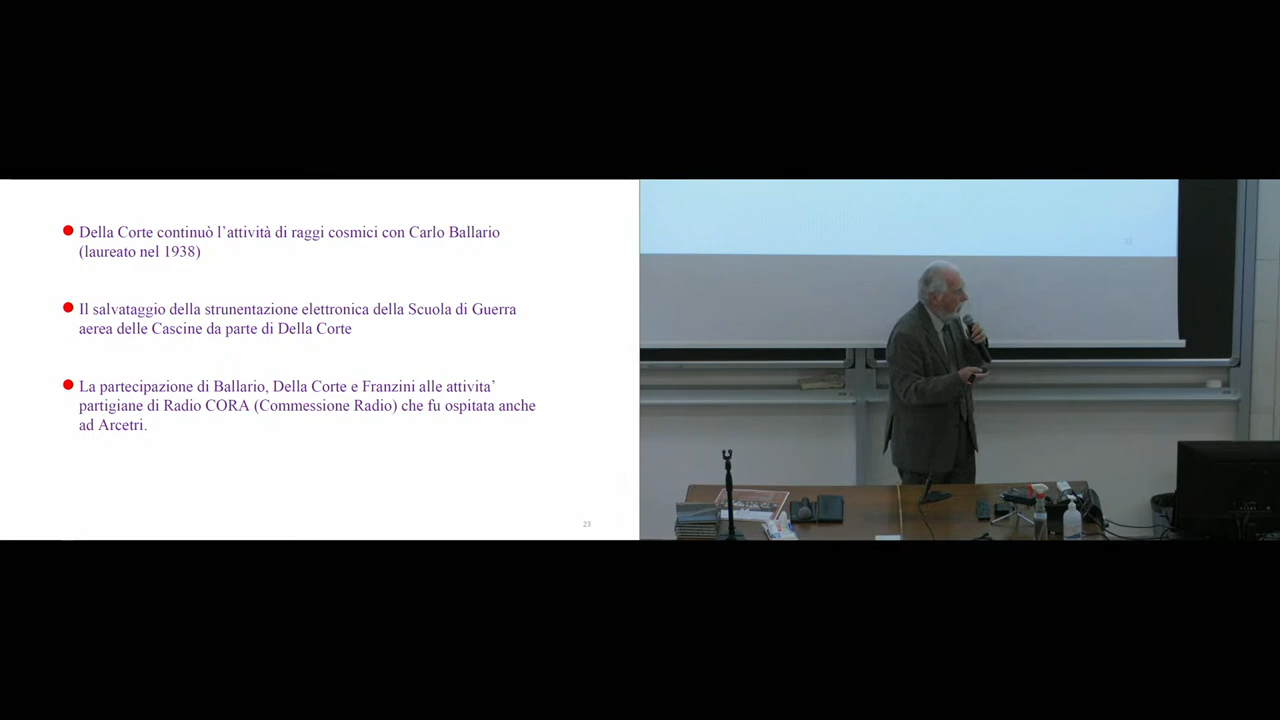 Della Corte continuò l'attività di raggi cosmici con Carlo Ballario
(laureato nel 1938)
Il salvataggio della strunentazione elettronica della Scuola di Guerra
aerea delle Cascine da parte di Della Corte
La partecipazione di Ballario, Della Corte e Franzini alle attivita'
partigiane di Radio CORA (Commessione Radio) che fu ospitata anche
ad Arcetri.
23
23